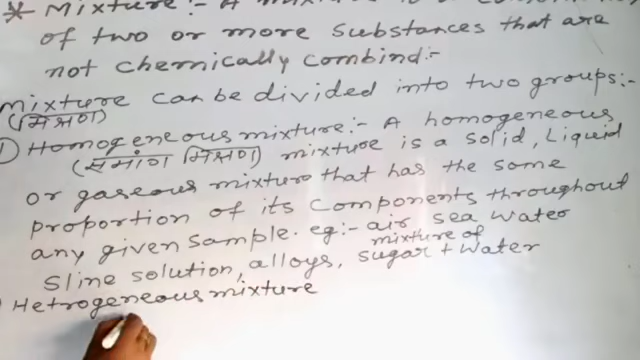 * Mixture:- A
of two or more substances that are
not chemically combind:-
Mixture can be divided into two groups:-
(मिश्रण)
1) Homogeneous mixture:- A homogeneous
(समांग मिश्रण) mixture is a solid, Liquid
or gaseous mixture that has the same
proportion of its components throughout
any given sample. eg:- air sea water
Sline solution, alloys, mixture of sugar + water
Hetrogeneous mixture